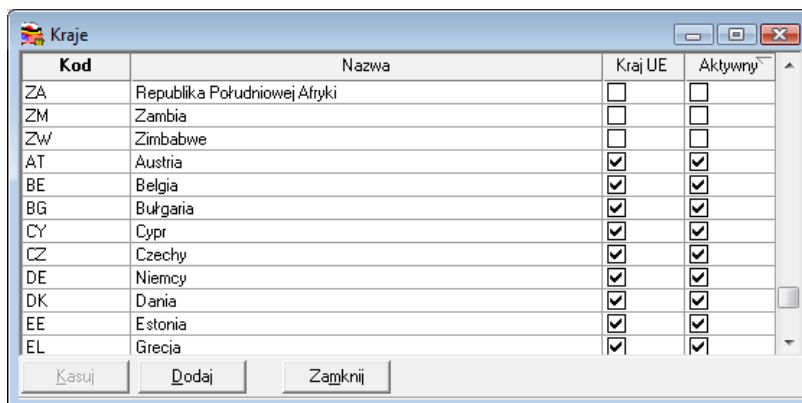 Kraje
Kod Nazwa Kraj UE Aktywny
ZA Republika Południowej Afryki
ZM Zambia
ZW Zimbabwe
AT Austria
BE Belgia
BG Bułgaria
CY Cypr
CZ Czechy
DE Niemcy
DK Dania
EE Estonia
EL Grecja
Kasuj Dodaj Zamknij